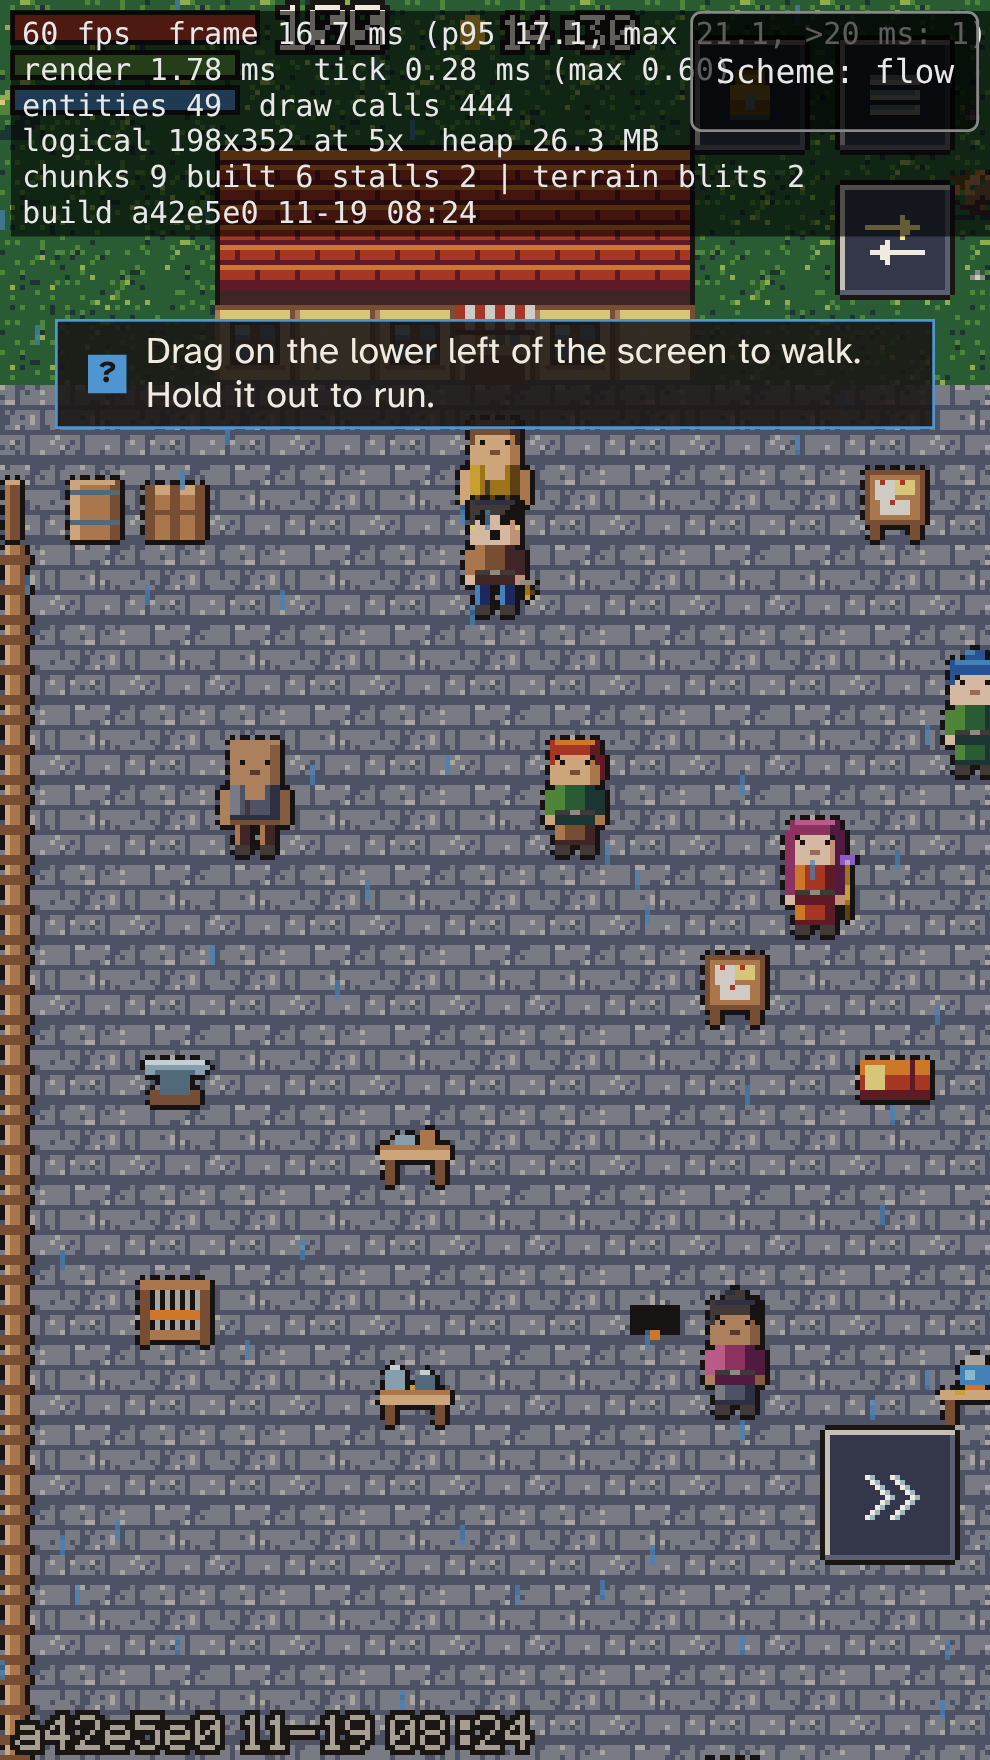 60 fps  frame 16.7 ms (p95 17.1, max 21.1, >20 ms: 1)
render 1.78 ms  tick 0.28 ms (max 0.60)
Scheme: flow
entities 49  draw calls 444
logical 198x352 at 5x  heap 26.3 MB
chunks 9 built 6 stalls 2 | terrain blits 2
build a42e5e0 11-19 08:24
? Drag on the lower left of the screen to walk.
Hold it out to run.
a42e5e0 11-19 08:24